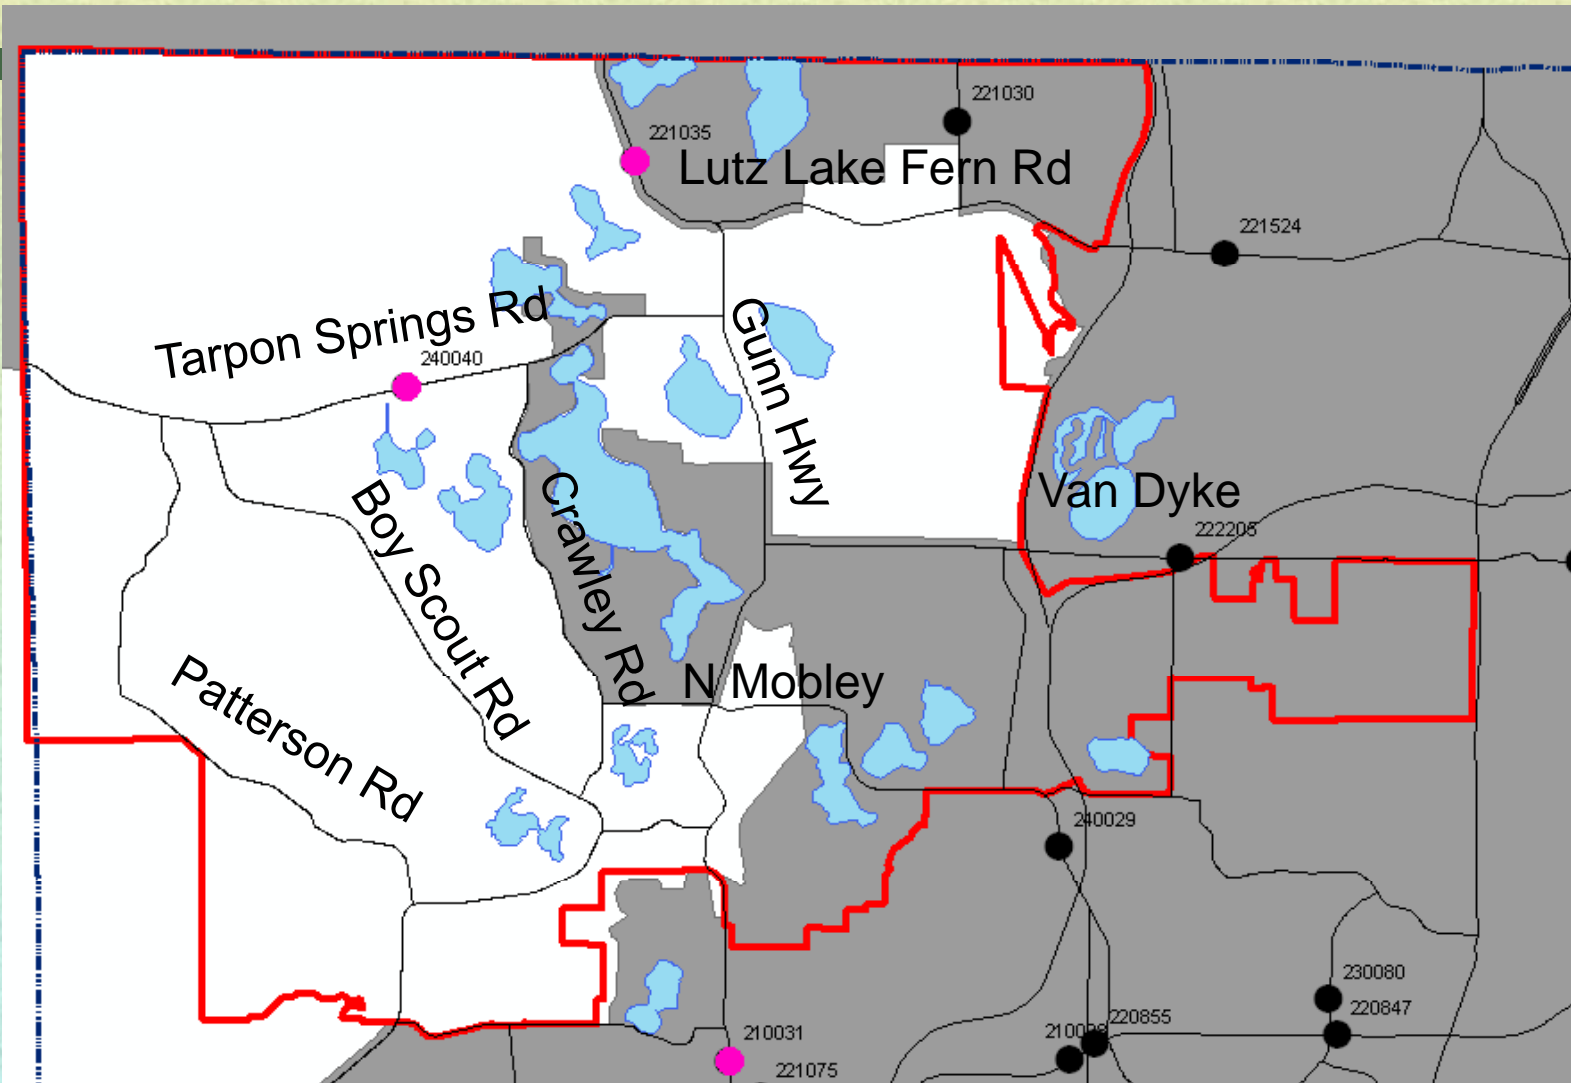 221030
221035
Lutz Lake Fern Rd
221524
Tarpon Springs Rd
240040
Gunn Hwy
Van Dyke
222205
Boy Scout Rd
Crawley Rd
N Mobley
Patterson Rd
240029
230080
220847
220855
210031
221075